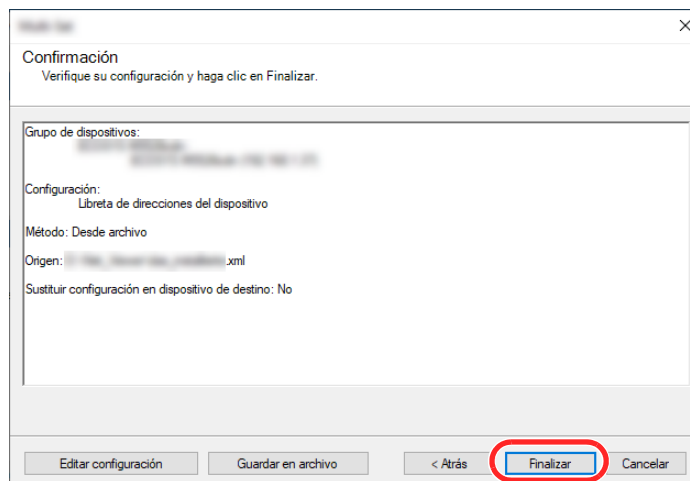 Confirmación
Verifique su configuración y haga clic en Finalizar.
Grupo de dispositivos:
Configuración:
Libreta de direcciones del dispositivo
Método: Desde archivo
Origen: .xml
Sustituir configuración en dispositivo de destino: No
Editar configuración Guardar en archivo < Atrás Finalizar Cancelar